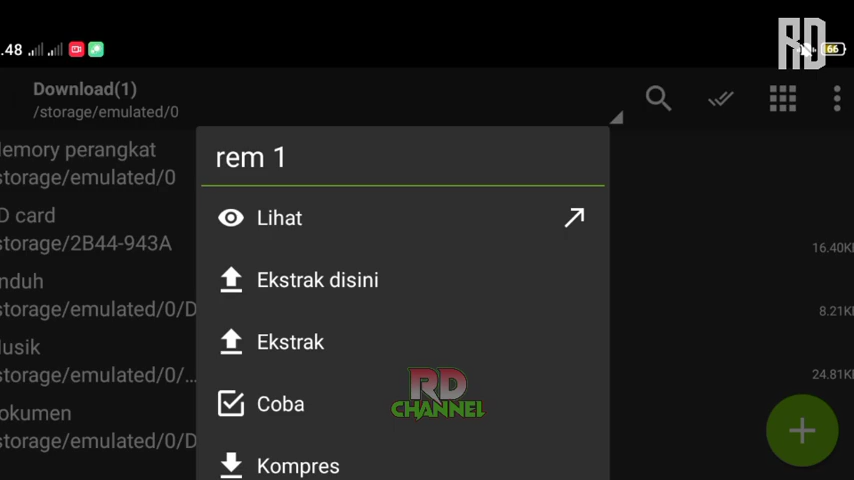 .48
66
RD
Download(1)
/storage/emulated/0
emory perangkat
storage/emulated/0
D card
storage/2B44-943A
nduh
storage/emulated/0/D
usik
storage/emulated/0/...
okumen
storage/emulated/0/D
rem 1
Lihat
Ekstrak disini
Ekstrak
Coba
Kompres
16.40K
8.21K
24.81K
RD
CHANNEL